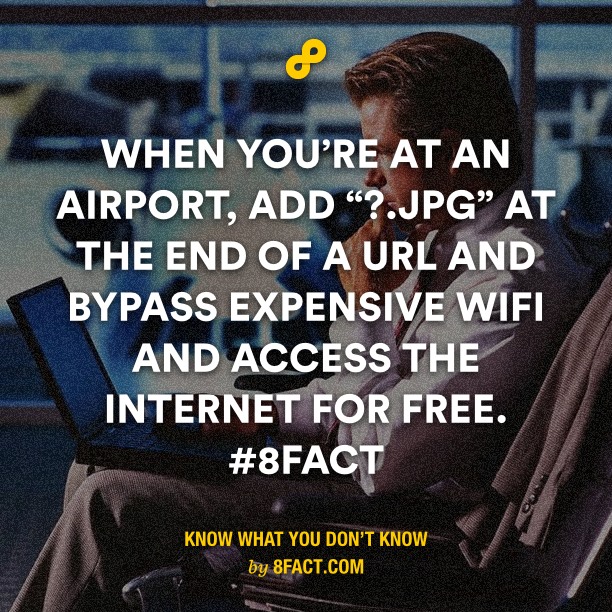 WHEN YOU’RE AT AN
AIRPORT, ADD “?.JPG” AT
THE END OF A URL AND
BYPASS EXPENSIVE WIFI
AND ACCESS THE
INTERNET FOR FREE.
#8FACT
KNOW WHAT YOU DON’T KNOW
by 8FACT.COM